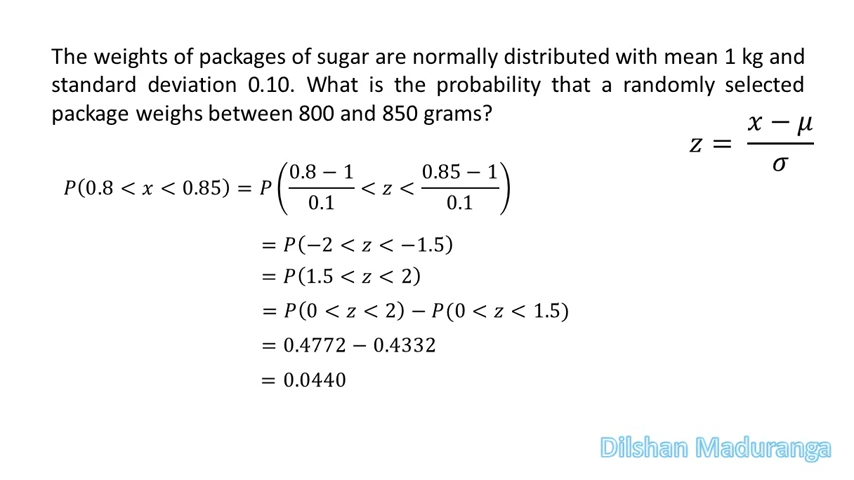 The weights of packages of sugar are normally distributed with mean 1 kg and
standard deviation 0.10. What is the probability that a randomly selected
package weighs between 800 and 850 grams?
z = (x − μ)/σ
P(0.8 < x < 0.85) = P((0.8 − 1)/0.1 < z < (0.85 − 1)/0.1)
= P(−2 < z < −1.5)
= P(1.5 < z < 2)
= P(0 < z < 2) − P(0 < z < 1.5)
= 0.4772 − 0.4332
= 0.0440
Dilshan Maduranga